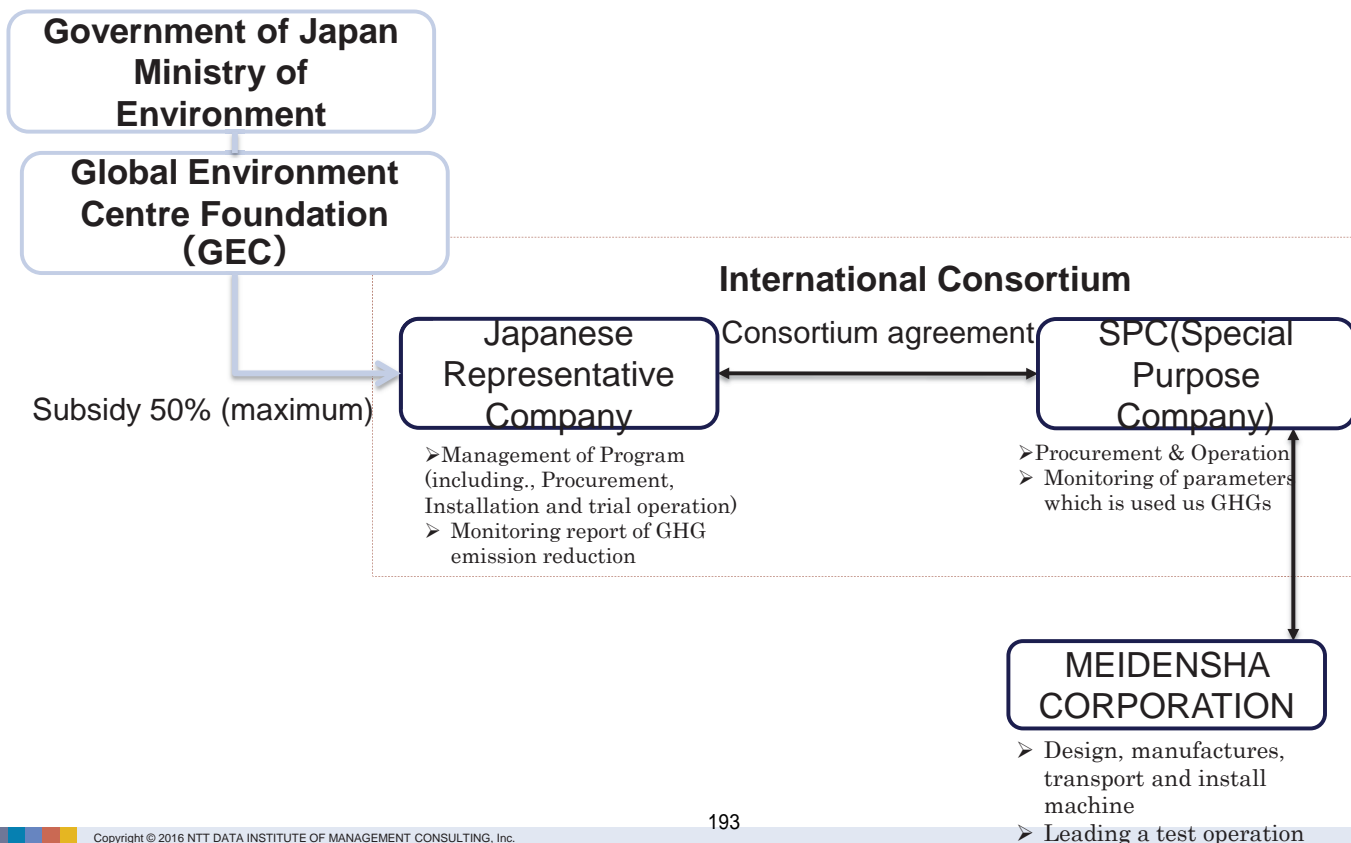 Government of Japan
Ministry of
Environment
Global Environment
Centre Foundation
（GEC）
International Consortium
Subsidy 50% (maximum)
Japanese
Representative
Company
Consortium agreement
SPC(Special
Purpose
Company)
➢Management of Program
(including., Procurement,
Installation and trial operation)
➢ Monitoring report of GHG
emission reduction
➢Procurement & Operation
➢ Monitoring of parameters
which is used us GHGs
MEIDENSHA
CORPORATION
➢ Design, manufactures,
transport and install
machine
➢ Leading a test operation
193
Copyright © 2016 NTT DATA INSTITUTE OF MANAGEMENT CONSULTING, Inc.